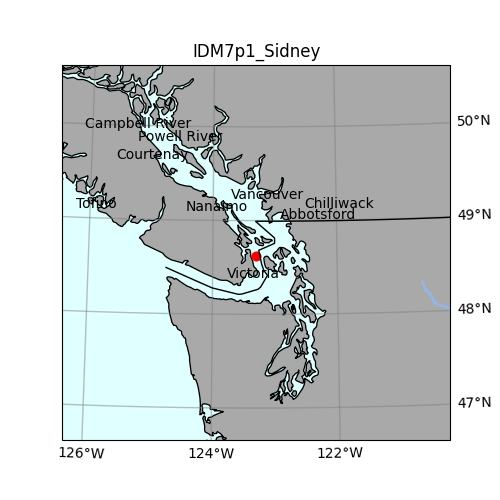 IDM7p1_Sidney
50°N
Campbell River
Powell River
Courtenay
Vancouver
Tofino
Nanaimo
Chilliwack
Abbotsford
49°N
Victoria
48°N
47°N
126°W
124°W
122°W